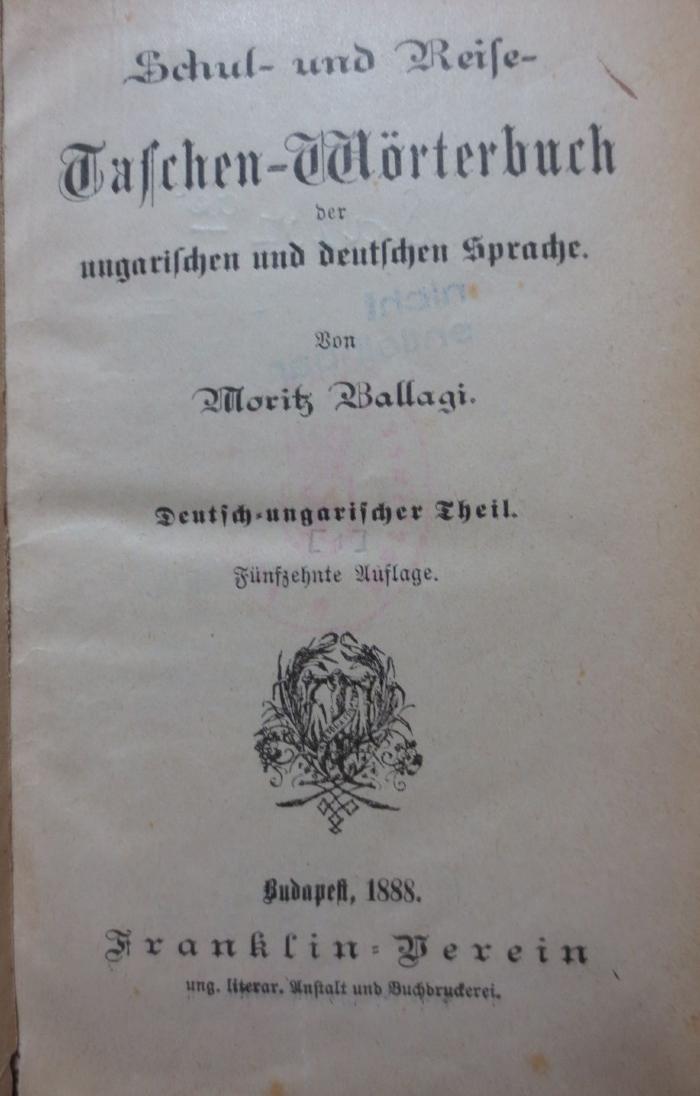 Schul- und Reise-
Taschen-Wörterbuch
der
ungarischen und deutschen Sprache.
Von
Moritz Ballagi.
Deutsch-ungarischer Theil.
[1]
Fünfzehnte Auflage.
Budapest, 1888.
Franklin-Verein
ung. literar. Anstalt und Buchdruckerei.